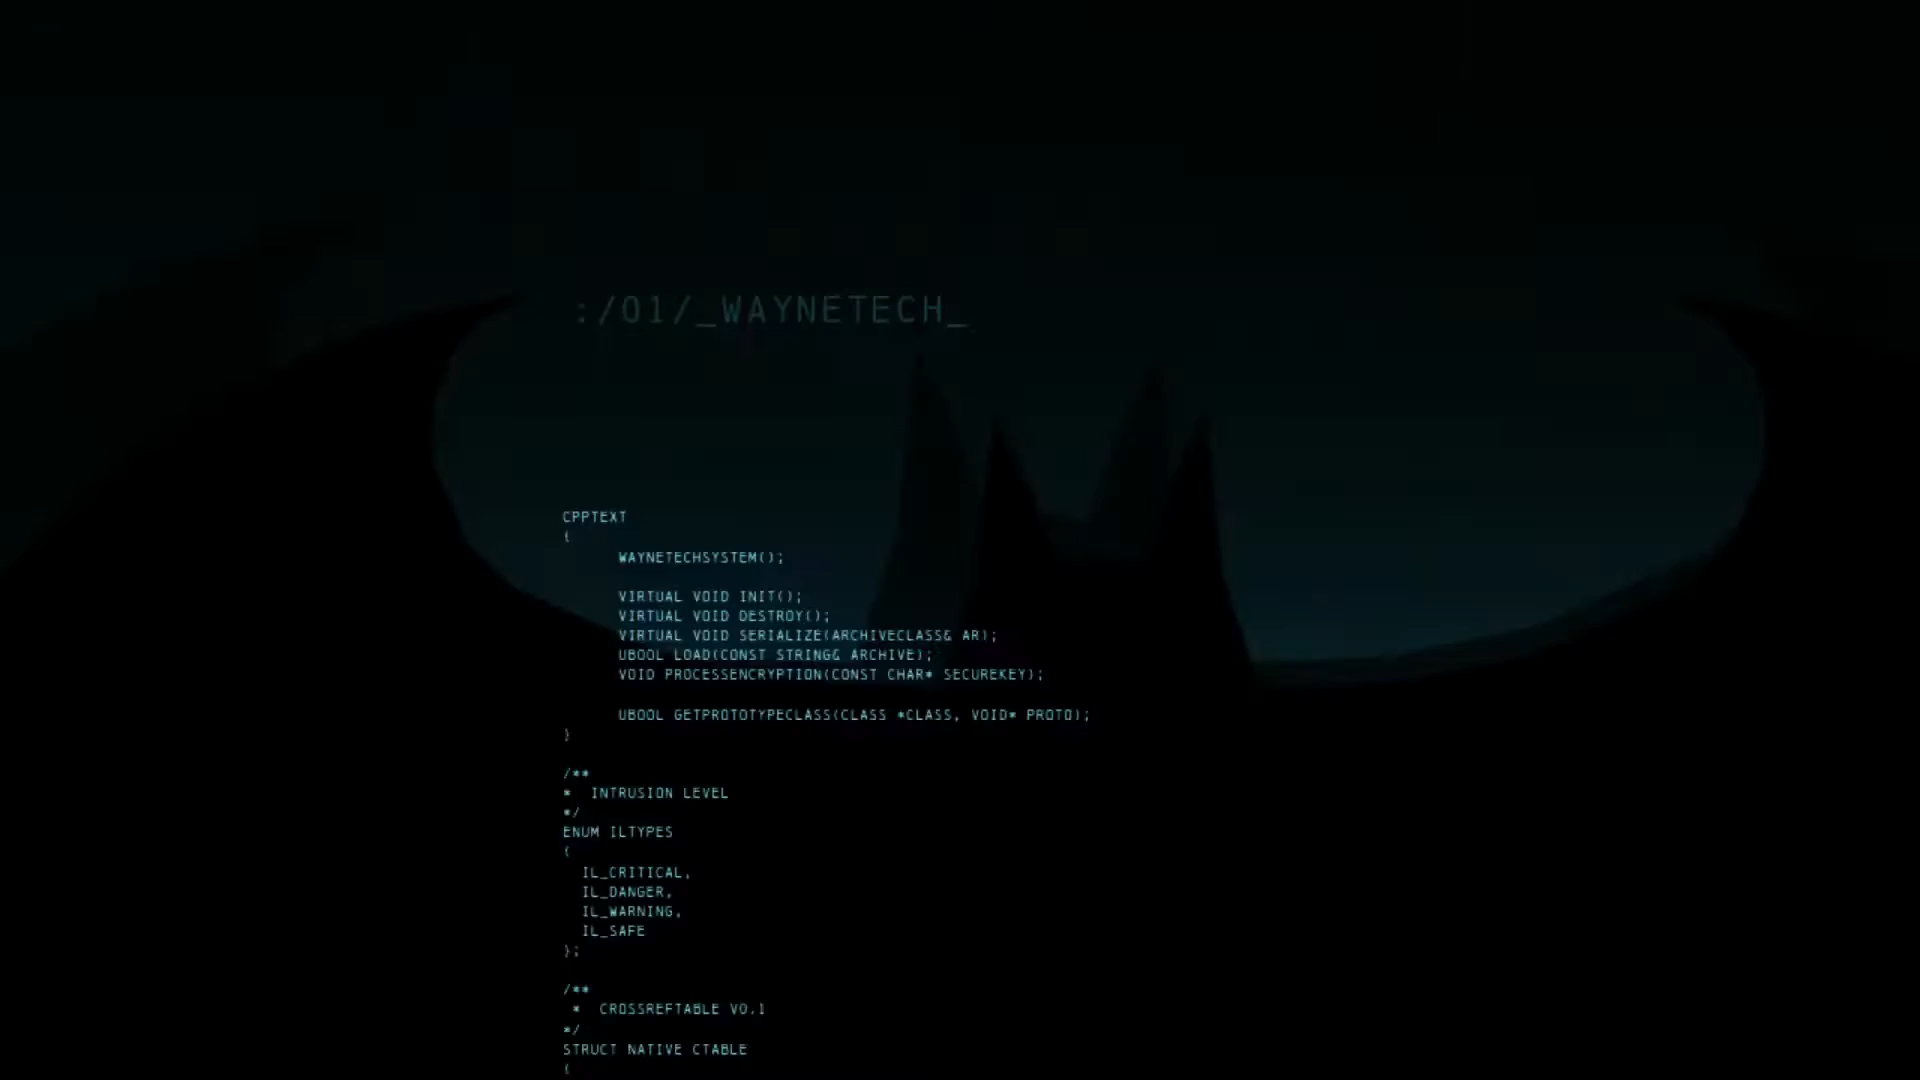 :/01/_WAYNETECH_
CPPTEXT
{
WAYNETECHSYSTEM();
VIRTUAL VOID INIT();
VIRTUAL VOID DESTROY();
VIRTUAL VOID SERIALIZE(ARCHIVECLASS& AR);
UBOOL LOAD(CONST STRING& ARCHIVE);
VOID PROCESSENCRYPTION(CONST CHAR* SECUREKEY);
UBOOL GETPROTOTYPECLASS(CLASS *CLASS, VOID* PROTO);
}
/**
* INTRUSION LEVEL
*/
ENUM ILTYPES
{
IL_CRITICAL,
IL_DANGER,
IL_WARNING,
IL_SAFE
};
/**
* CROSSREFTABLE V0.1
*/
STRUCT NATIVE CTABLE
{